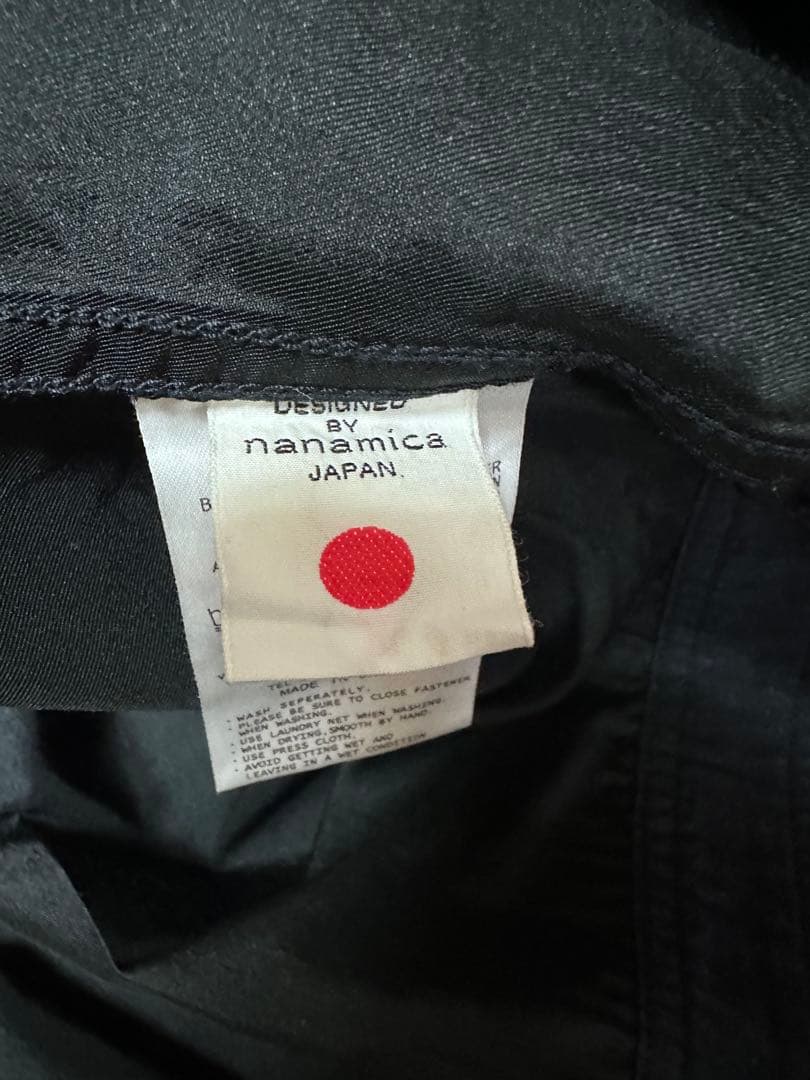 DESIGNED
BY
nanamica
JAPAN.
B
TEL
MADE IN
・WASH SEPERATELY.
・PLEASE BE SURE TO CLOSE FASTENER
WHEN WASHING.
・USE LAUNDRY NET WHEN WASHING.
・WHEN DRYING, SMOOTH BY HAND.
・USE PRESS CLOTH.
・AVOID GETTING WET AND
LEAVING IN A WET CONDITION